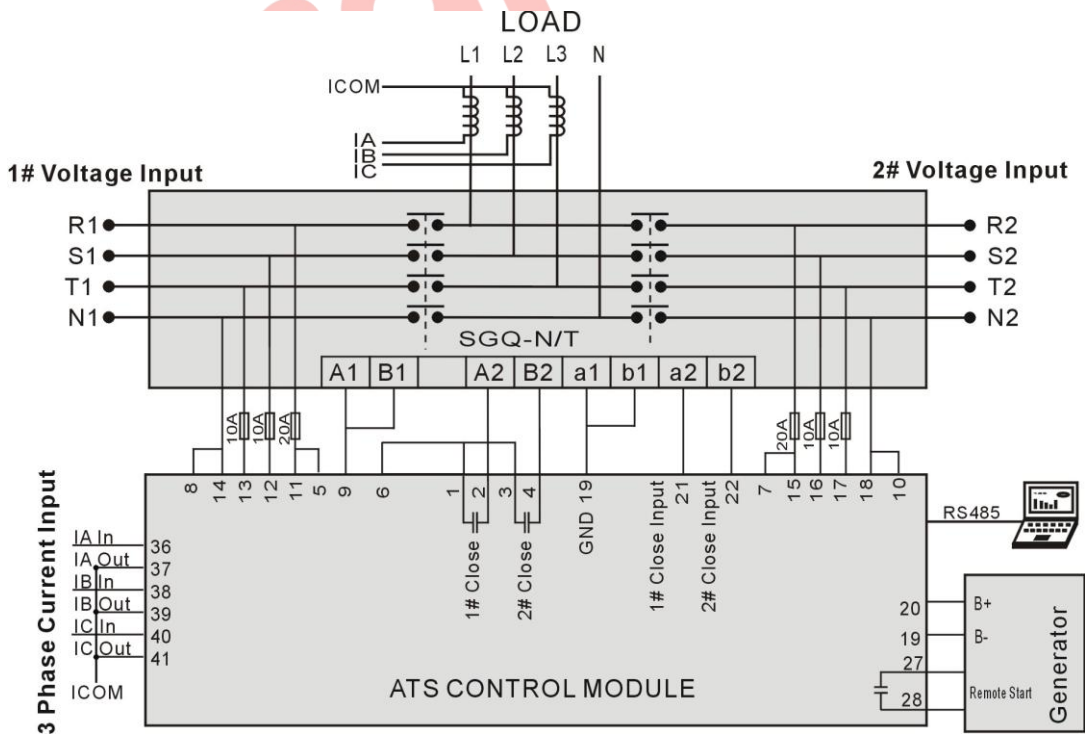 LOAD
L1 L2 L3 N
ICOM
IA
IB
IC
1# Voltage Input
2# Voltage Input
R1
R2
S1
S2
T1
T2
N1
N2
SGQ-N/T
A1 B1 A2 B2 a1 b1 a2 b2
10A 10A 20A
20A 10A 10A
8 14 13 12 11 5 9 6 1 2 3 4 GND 19 21 22 7 15 16 17 18 10
1# Close
2# Close
1# Close Input
2# Close Input
RS485
3 Phase Current Input
IA In 36
IA Out 37
IB In 38
IB Out 39
IC In 40
IC Out 41
ICOM
ATS CONTROL MODULE
20 B+
19 B-
27
Remote Start
28
Generator